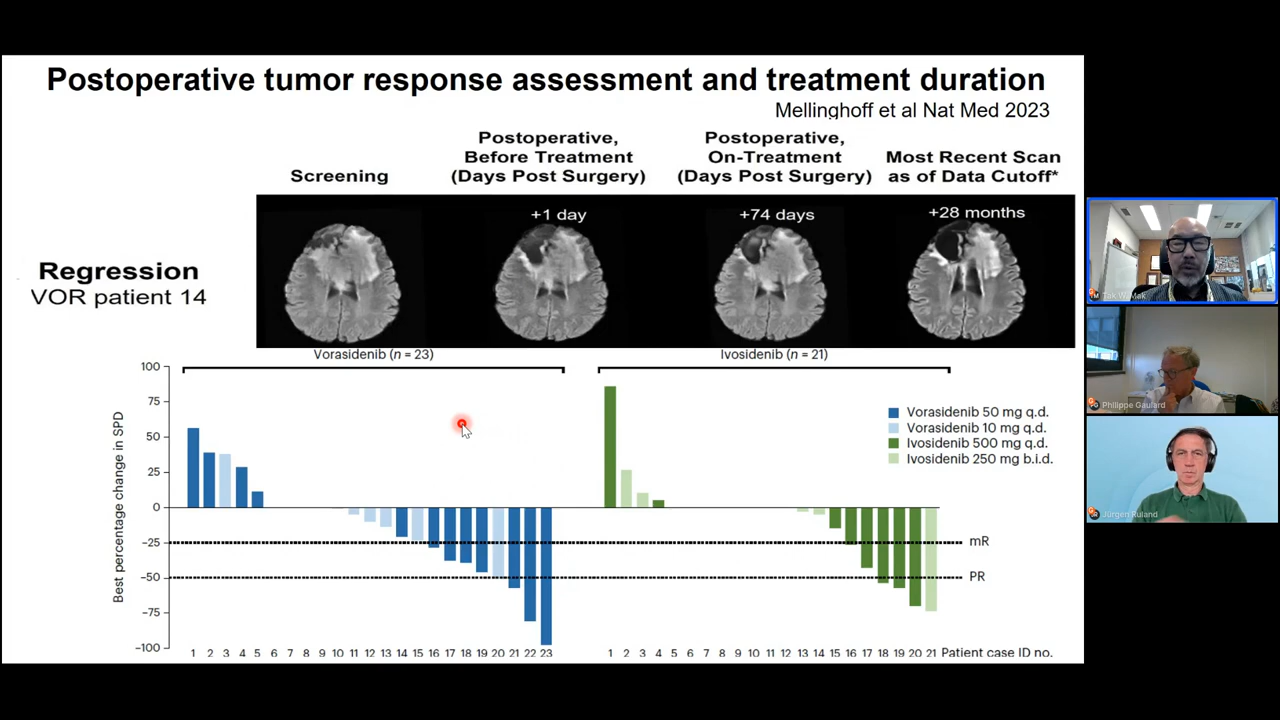 Postoperative tumor response assessment and treatment duration
Mellinghoff et al Nat Med 2023
Screening
Postoperative,
Before Treatment
(Days Post Surgery)
Postoperative,
On-Treatment
(Days Post Surgery)
Most Recent Scan
as of Data Cutoff*
+1 day
+74 days
+28 months
Regression
VOR patient 14
Vorasidenib (n = 23)
Ivosidenib (n = 21)
Best percentage change in SPD
100
75
50
25
0
−25
−50
−75
−100
Vorasidenib 50 mg q.d.
Vorasidenib 10 mg q.d.
Ivosidenib 500 mg q.d.
Ivosidenib 250 mg b.i.d.
mR
PR
1 2 3 4 5 6 7 8 9 10 11 12 13 14 15 16 17 18 19 20 21 22 23
1 2 3 4 5 6 7 8 9 10 11 12 13 14 15 16 17 18 19 20 21 Patient case ID no.
Tak W Mak
Philippe Gaulard
Jürgen Ruland